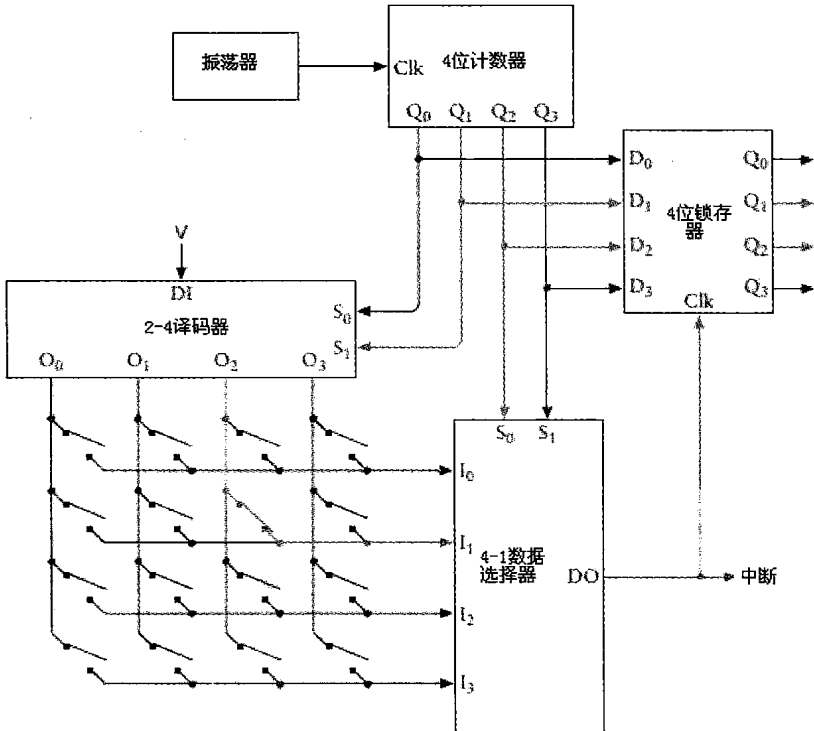 振荡器
4位计数器
Clk
Q0 Q1 Q2 Q3
D0 Q0
D1 Q1
4位锁存器
D2 Q2
D3 Q3
Clk
V
DI
S0
2-4译码器
S1
O0 O1 O2 O3
S0 S1
I0
I1
4-1数据选择器
DO
中断
I2
I3